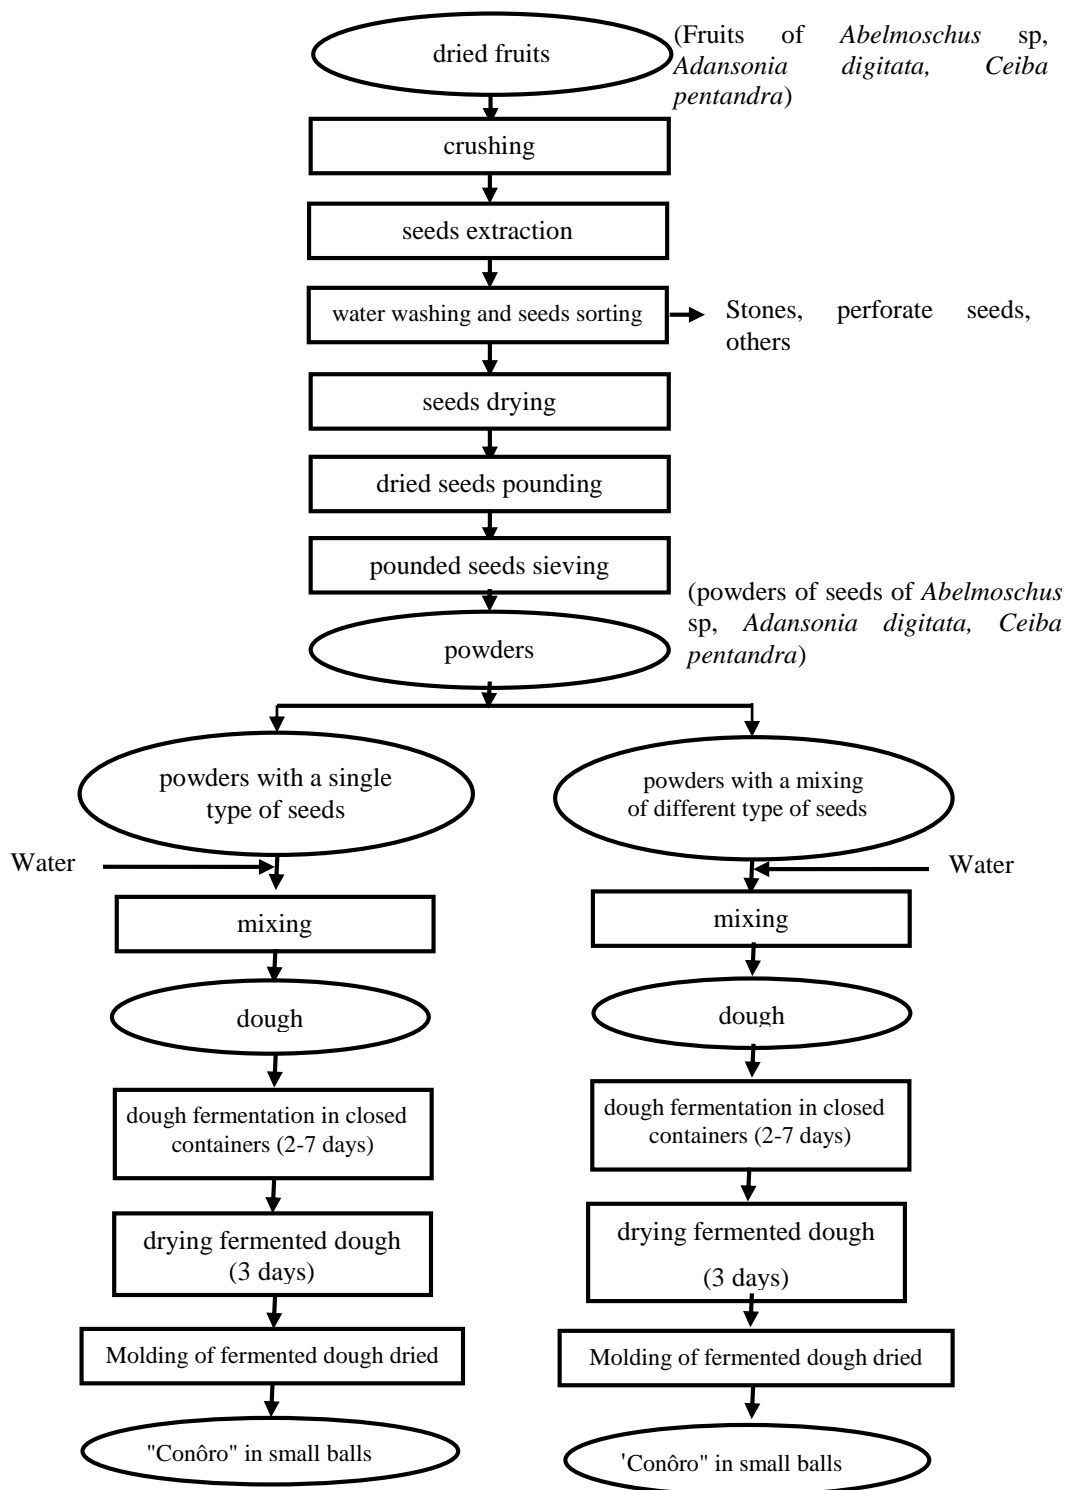 dried fruits
(Fruits of Abelmoschus sp,
Adansonia digitata, Ceiba
pentandra)
crushing
seeds extraction
water washing and seeds sorting
Stones, perforate seeds,
others
seeds drying
dried seeds pounding
pounded seeds sieving
(powders of seeds of Abelmoschus
sp, Adansonia digitata, Ceiba
pentandra)
powders
powders with a single
type of seeds
powders with a mixing
of different type of seeds
Water
Water
mixing
mixing
dough
dough
dough fermentation in closed
containers (2-7 days)
dough fermentation in closed
containers (2-7 days)
drying fermented dough
(3 days)
drying fermented dough
(3 days)
Molding of fermented dough dried
Molding of fermented dough dried
"Conôro" in small balls
'Conôro" in small balls